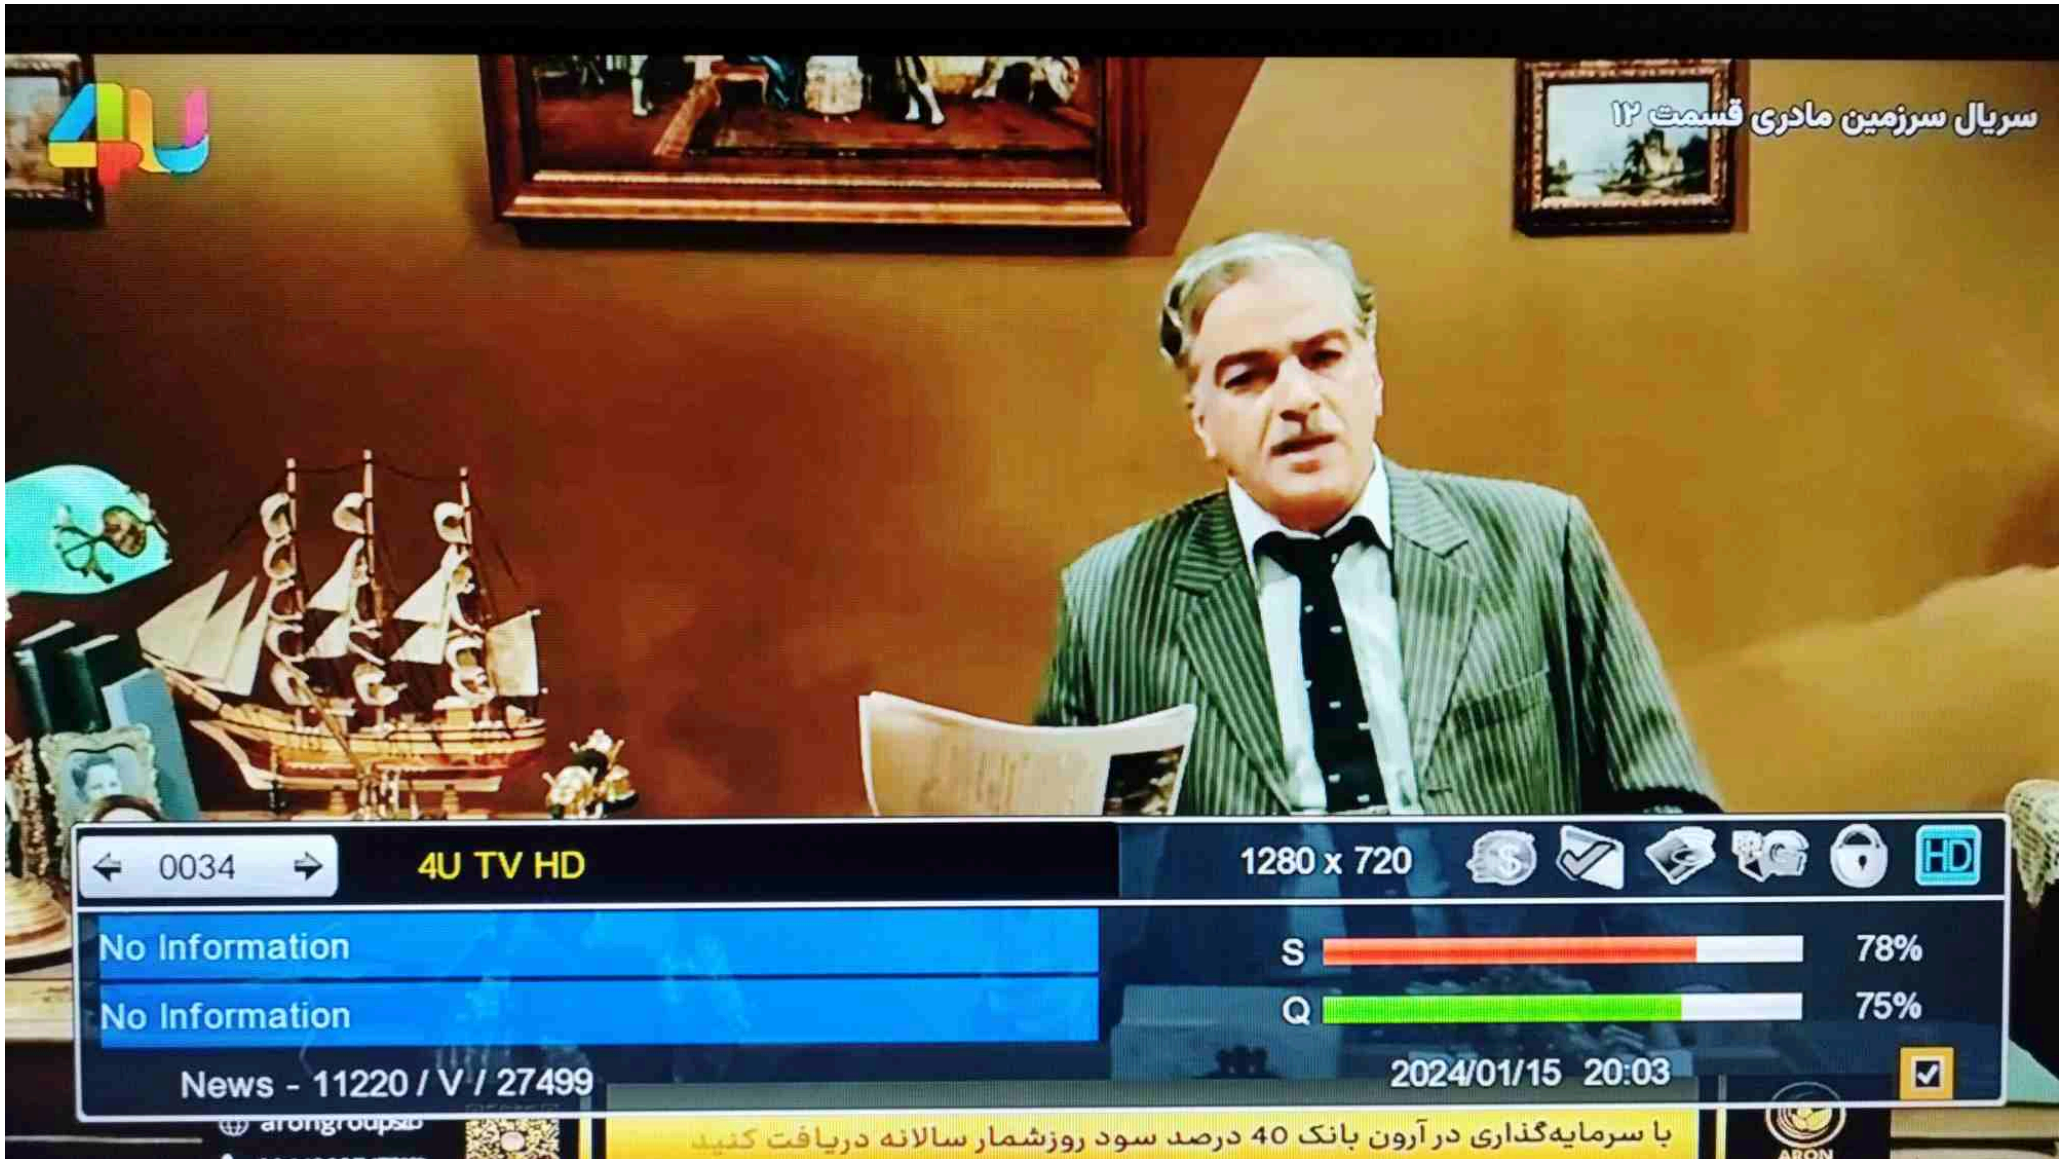 4U
سریال سرزمین مادری قسمت ۱۲
0034
4U TV HD
1280 x 720
HD
No Information
S
78%
No Information
Q
75%
News - 11220 / V / 27499
2024/01/15 20:03
با سرمایه‌گذاری در آرون بانک 40 درصد سود روزشمار سالانه دریافت کنید
ARON